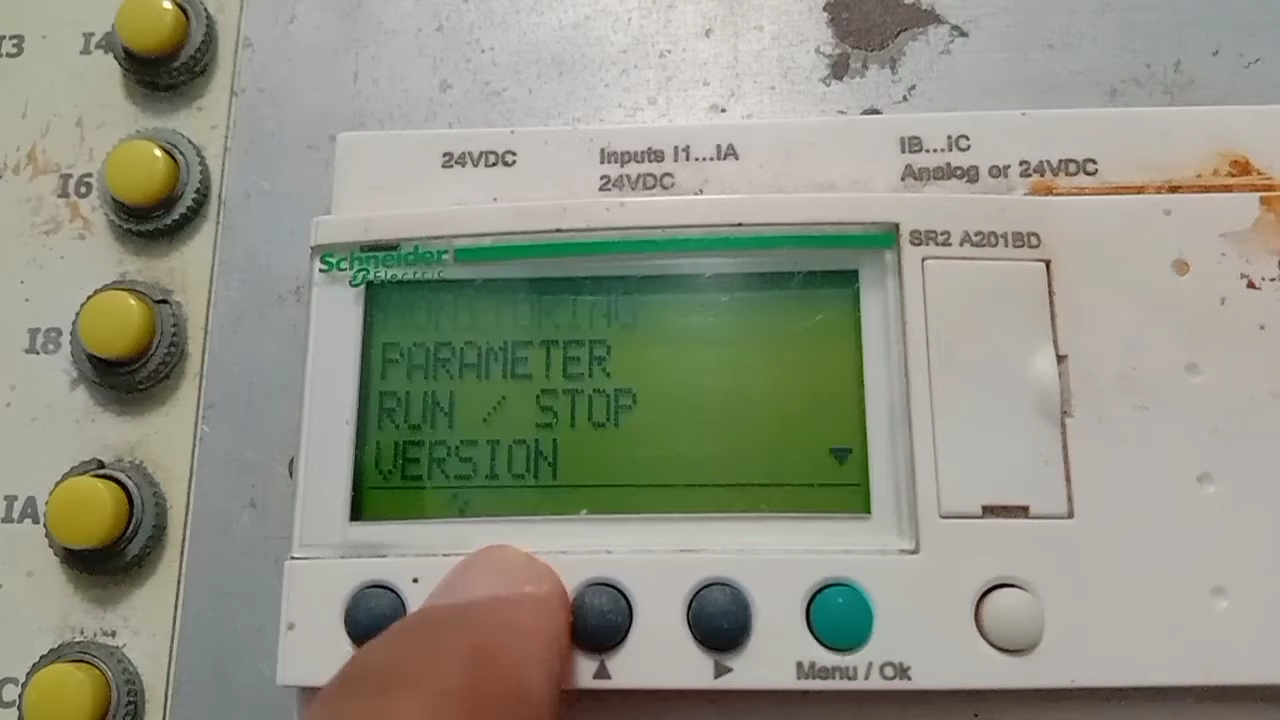 I3
I4
I6
I8
IA
C
24VDC
Inputs I1...IA
24VDC
IB...IC
Analog or 24VDC
SR2 A201BD
Schneider
Electric
MONITORING
PARAMETER
RUN / STOP
VERSION
Menu / Ok